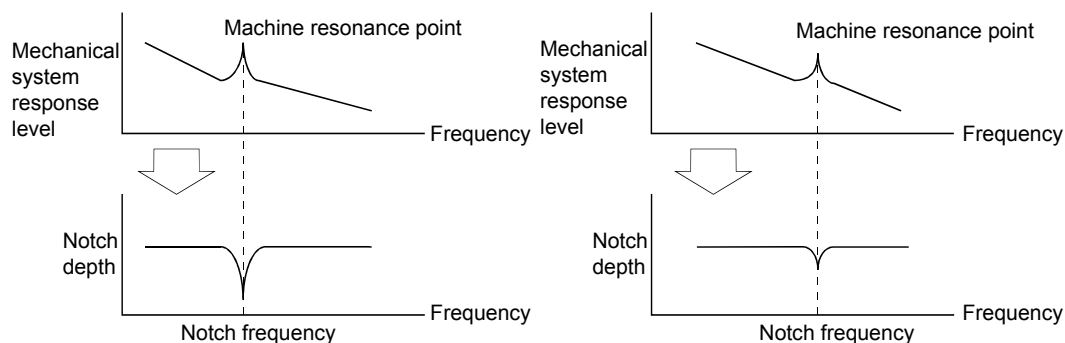 Machine resonance point
Mechanical
system
response
level
Frequency
Notch
depth
Frequency
Notch frequency
Machine resonance point
Mechanical
system
response
level
Frequency
Notch
depth
Frequency
Notch frequency